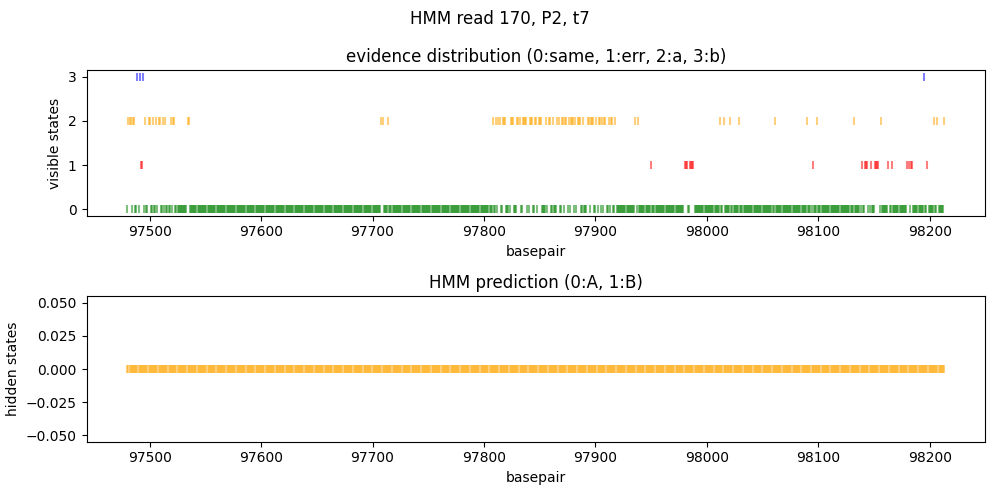 HMM read 170, P2, t7
evidence distribution (0:same, 1:err, 2:a, 3:b)
visible states
3
2
1
0
97500 97600 97700 97800 97900 98000 98100 98200
basepair
HMM prediction (0:A, 1:B)
hidden states
0.050
0.025
0.000
−0.025
−0.050
97500 97600 97700 97800 97900 98000 98100 98200
basepair